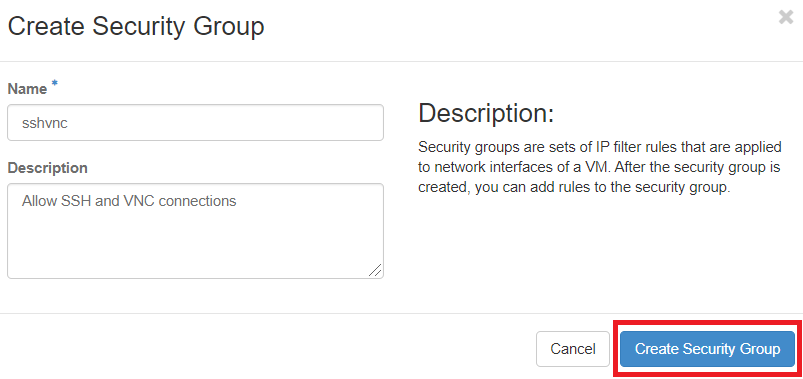 Create Security Group
×
Name *
sshvnc
Description
Allow SSH and VNC connections
Description:
Security groups are sets of IP filter rules that are applied
to network interfaces of a VM. After the security group is
created, you can add rules to the security group.
Cancel
Create Security Group